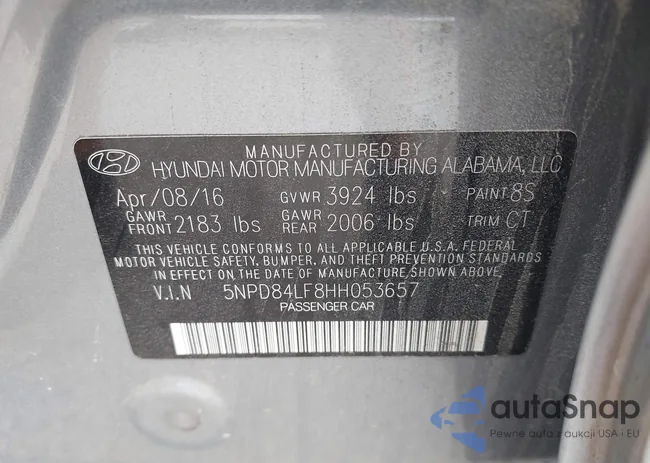 MANUFACTURED BY
HYUNDAI MOTOR MANUFACTURING ALABAMA, LLC
Apr/08/16 GVWR 3924 lbs PAINT 8S
GAWR FRONT 2183 lbs GAWR REAR 2006 lbs TRIM CT
THIS VEHICLE CONFORMS TO ALL APPLICABLE U.S.A. FEDERAL
MOTOR VEHICLE SAFETY, BUMPER, AND THEFT PREVENTION STANDARDS
IN EFFECT ON THE DATE OF MANUFACTURE SHOWN ABOVE.
V.I.N 5NPD84LF8HH053657
PASSENGER CAR
autaSnap
Pewne auta z aukcji USA i EU